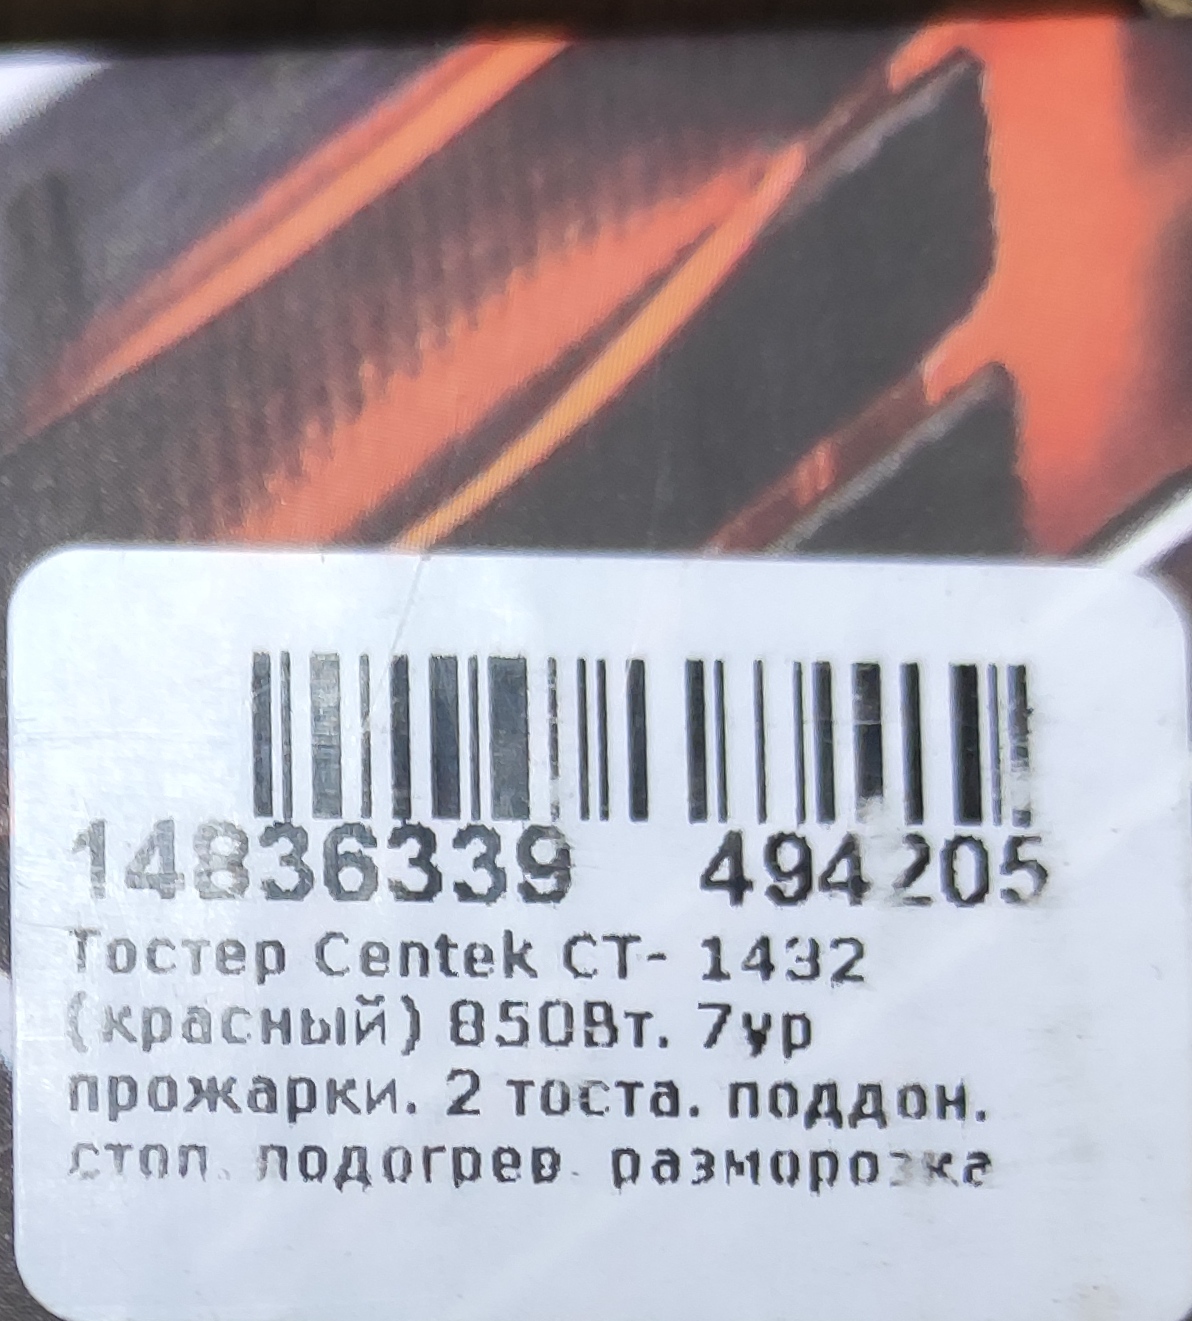 14836339 494205
Тостер Centek CT- 1432
(красный) 850Вт. 7ур
прожарки. 2 тоста. поддон.
стоп. подогрев. разморозка